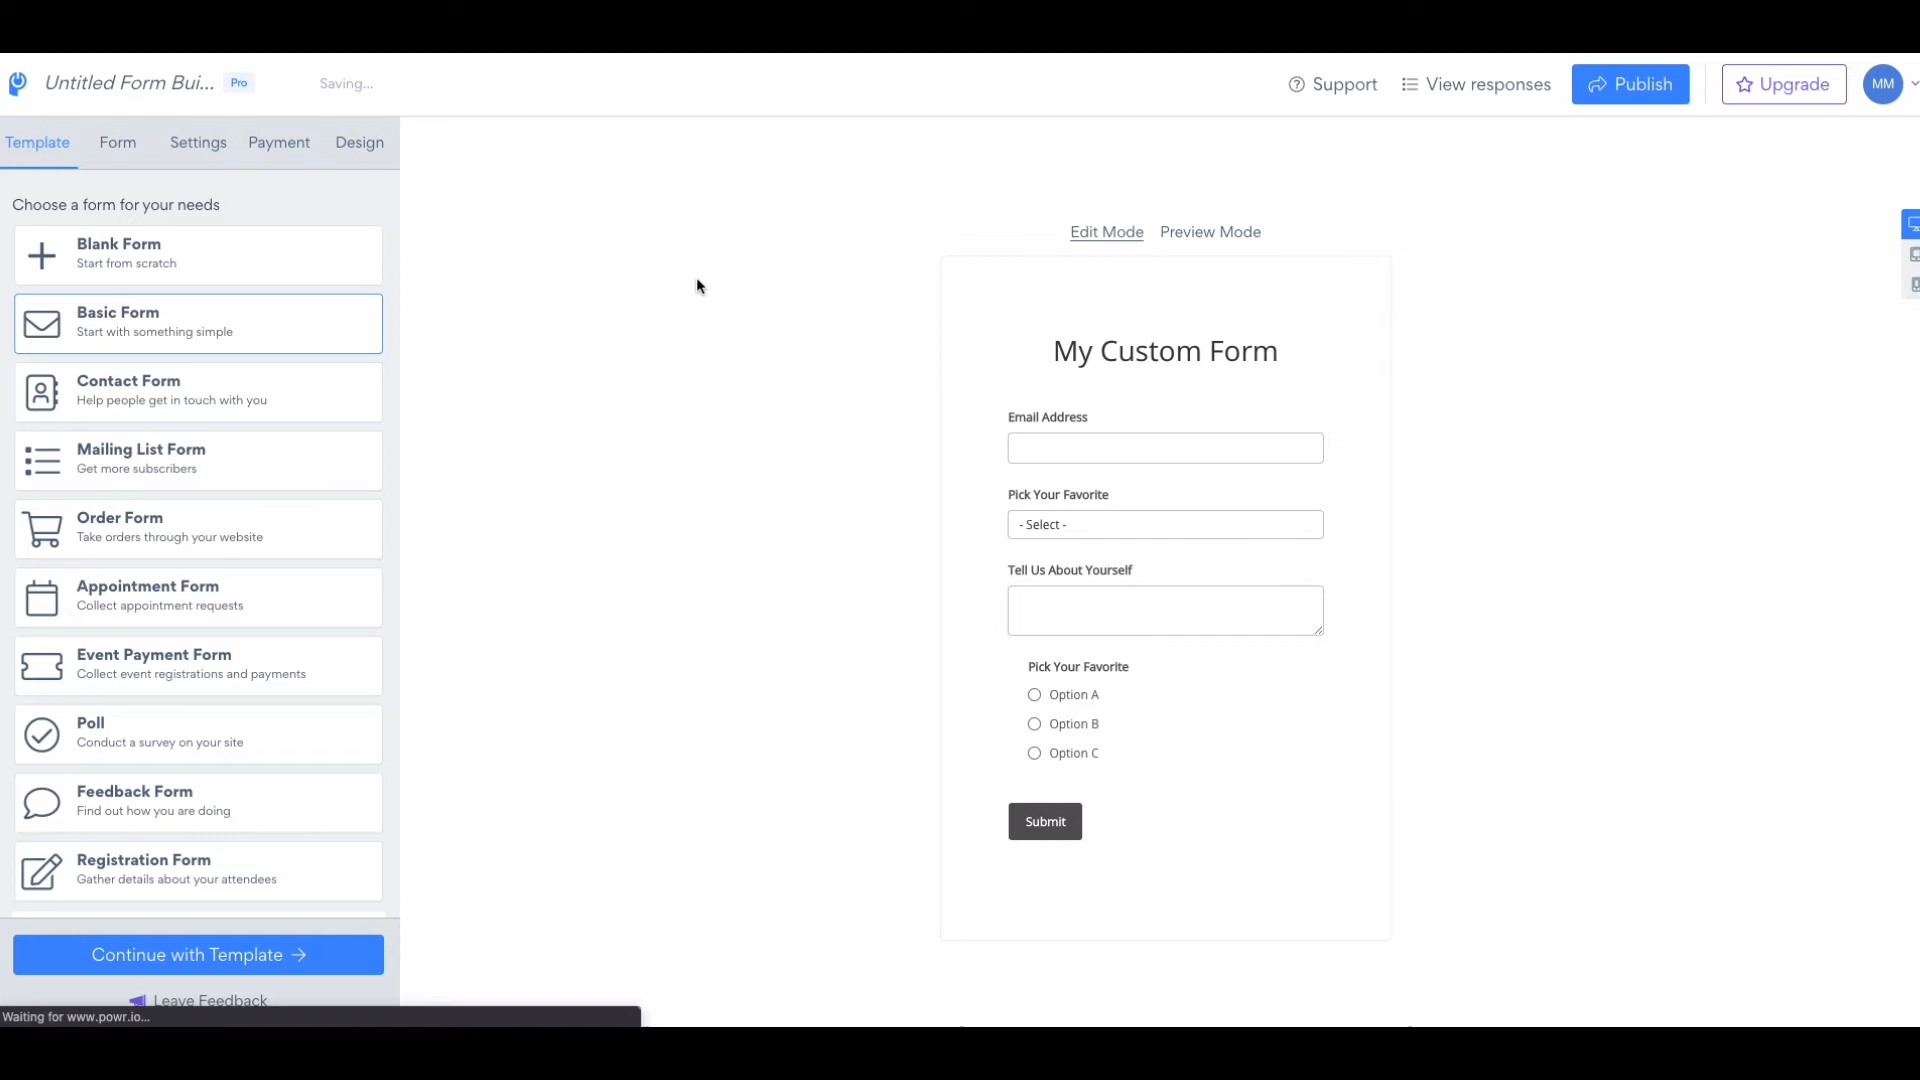 Untitled Form Bui... Pro Saving... Support View responses Publish Upgrade MM
Template Form Settings Payment Design
Choose a form for your needs
Blank Form
Start from scratch
Basic Form
Start with something simple
Contact Form
Help people get in touch with you
Mailing List Form
Get more subscribers
Order Form
Take orders through your website
Appointment Form
Collect appointment requests
Event Payment Form
Collect event registrations and payments
Poll
Conduct a survey on your site
Feedback Form
Find out how you are doing
Registration Form
Gather details about your attendees
Continue with Template
Leave Feedback
Waiting for www.powr.io...
Edit Mode Preview Mode
My Custom Form
Email Address
Pick Your Favorite
- Select -
Tell Us About Yourself
Pick Your Favorite
Option A
Option B
Option C
Submit